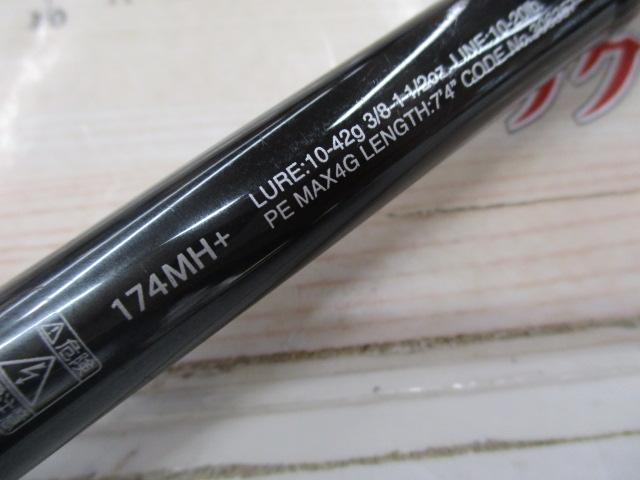 174MH+
LURE:10-42g 3/8-1·1/2oz LINE:10-20lb
PE MAX4G LENGTH:7'4" CODE.No.
危険